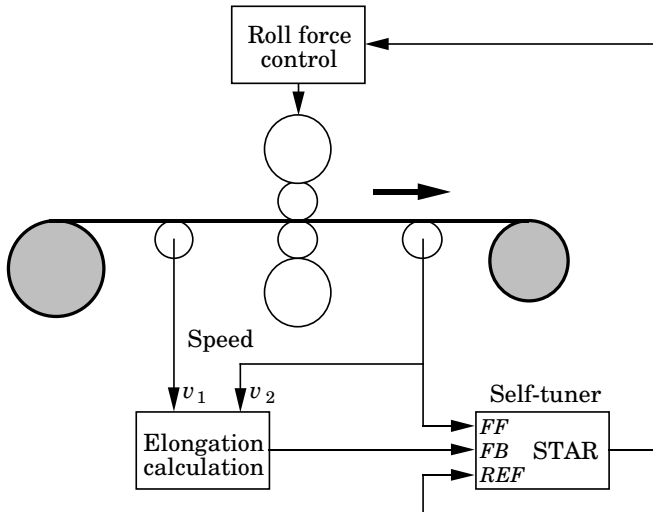 Roll force
control
Speed
v1
v2
Self-tuner
Elongation
calculation
FF
FB
STAR
REF